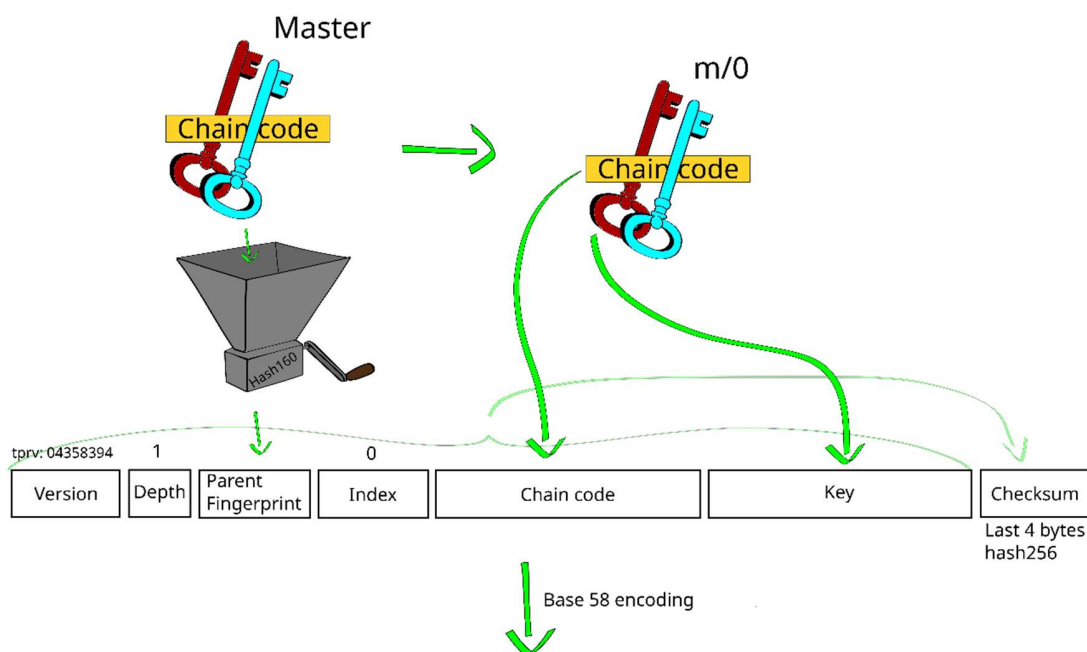 Master
m/0
Chain code
Chain code
Hash160
tprv: 04358394
1
0
Version
Depth
Parent
Fingerprint
Index
Chain code
Key
Checksum
Last 4 bytes
hash256
Base 58 encoding